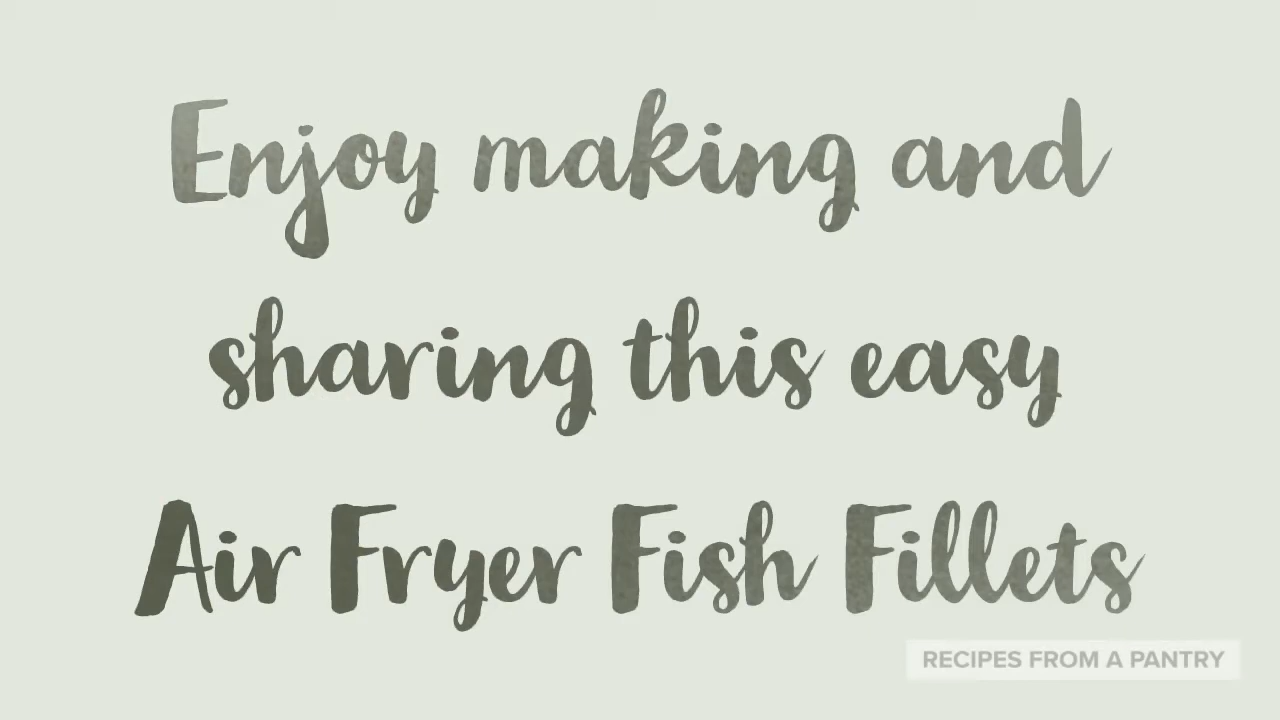 Enjoy making and
sharing this easy
Air Fryer Fish Fillets
RECIPES FROM A PANTRY